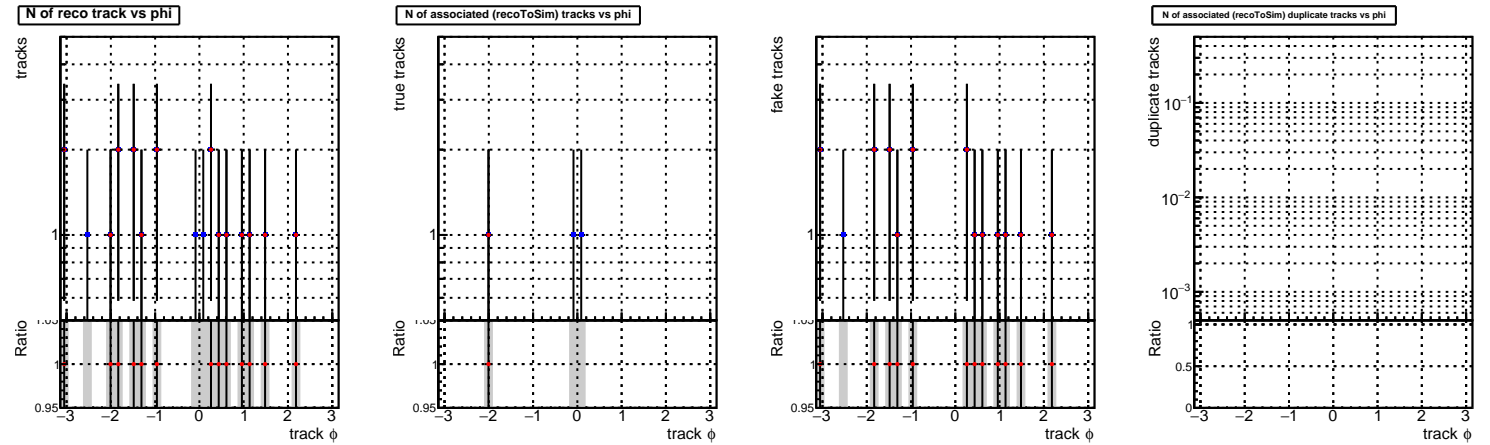 N of reco track vs phi
tracks
1
Ratio
1.05
1
0.95
−3 −2 −1 0 1 2 3
track ϕ
N of associated (recoToSim) tracks vs phi
true tracks
1
Ratio
1.05
1
0.95
−3 −2 −1 0 1 2 3
track ϕ
fake tracks
1
Ratio
1.05
1
0.95
−3 −2 −1 0 1 2 3
track ϕ
N of associated (recoToSim) duplicate tracks vs phi
duplicate tracks
10⁻¹
10⁻²
10⁻³
Ratio
1
0.5
0
−3 −2 −1 0 1 2 3
track ϕ